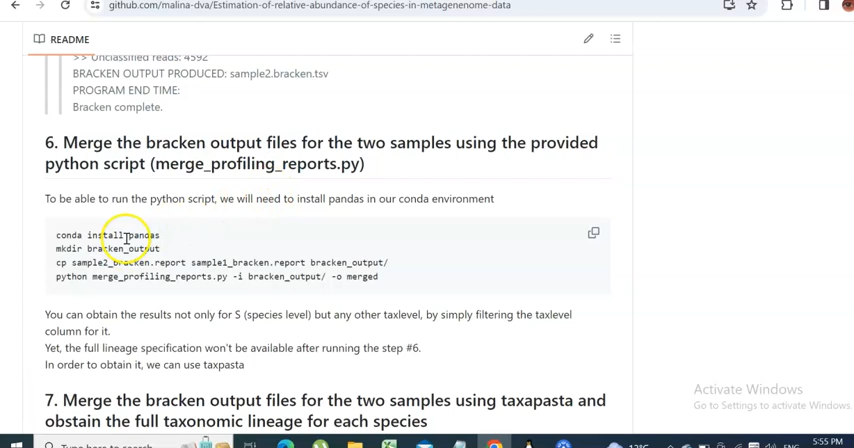 github.com/malina-dva/Estimation-of-relative-abundance-of-species-in-metagenenome-data
README
>> Unclassified reads: 4592
BRACKEN OUTPUT PRODUCED: sample2.bracken.tsv
PROGRAM END TIME:
Bracken complete.
6. Merge the bracken output files for the two samples using the provided
python script (merge_profiling_reports.py)
To be able to run the python script, we will need to install pandas in our conda environment
conda install pandas
mkdir bracken_output
cp sample2_bracken.report sample1_bracken.report bracken_output/
python merge_profiling_reports.py -i bracken_output/ -o merged
You can obtain the results not only for S (species level) but any other taxlevel, by simply filtering the taxlevel
column for it.
Yet, the full lineage specification won't be available after running the step #6.
In order to obtain it, we can use taxpasta
7. Merge the bracken output files for the two samples using taxapasta and
obstain the full taxonomic lineage for each species
Activate Windows
Go to Settings to activate Windows.
Type here to search
12°C
5:55 PM